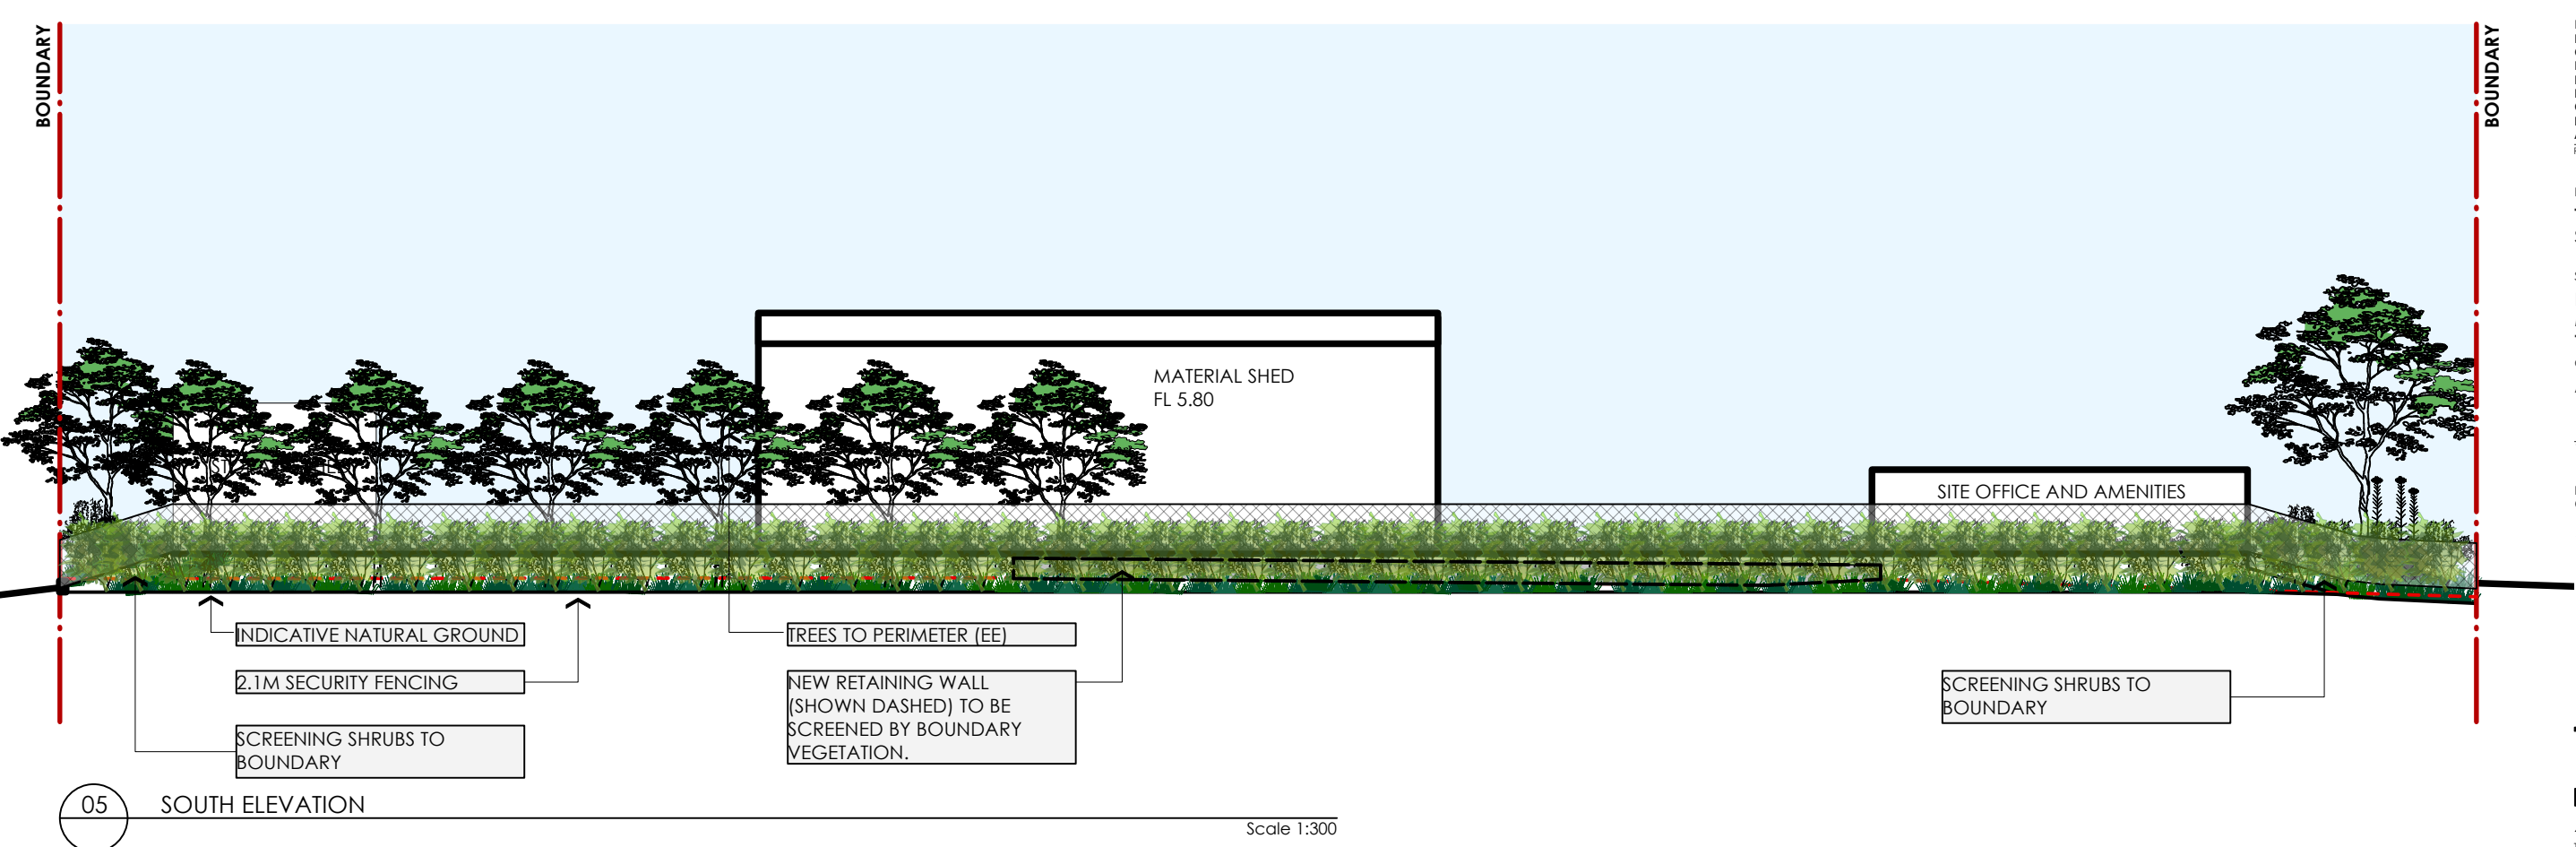 BOUNDARY
BOUNDARY
MATERIAL SHED
FL 5.80
SITE OFFICE AND AMENITIES
INDICATIVE NATURAL GROUND
TREES TO PERIMETER (EE)
2.1M SECURITY FENCING
NEW RETAINING WALL
(SHOWN DASHED) TO BE
SCREENED BY BOUNDARY
VEGETATION.
SCREENING SHRUBS TO
BOUNDARY
SCREENING SHRUBS TO
BOUNDARY
05
SOUTH ELEVATION
Scale 1:300